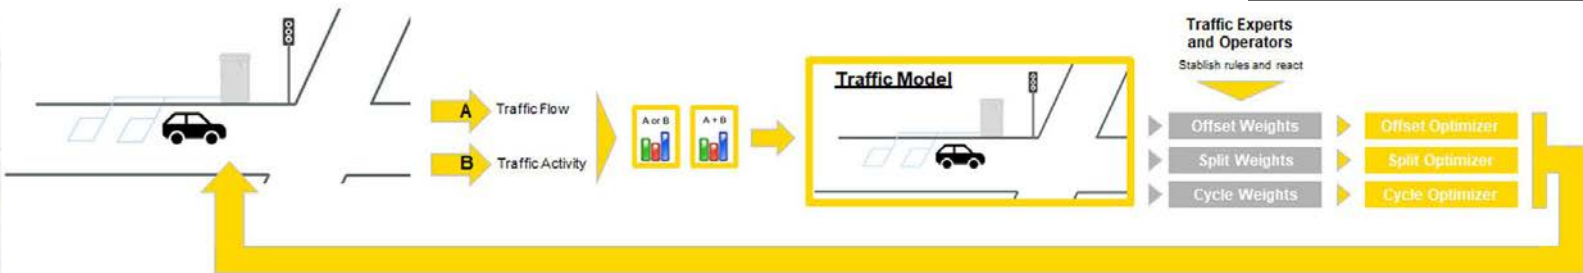 A
Traffic Flow
B
Traffic Activity
A or B
A + B
Traffic Model
Traffic Experts
and Operators
Stablish rules and react
Offset Weights
Split Weights
Cycle Weights
Offset Optimizer
Split Optimizer
Cycle Optimizer